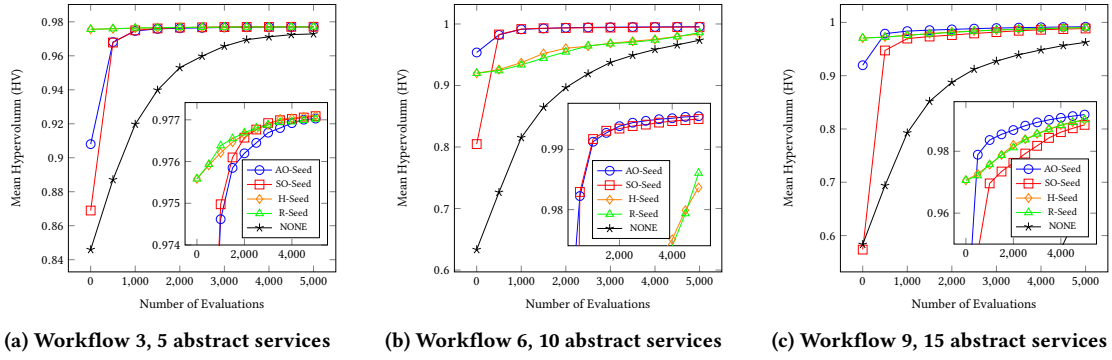 0.98
0.96
0.94
0.92
0.9
0.88
0.86
0.84
Mean Hypervolumn (HV)
0.977
0.976
0.975
0.974
AO-Seed
SO-Seed
H-Seed
R-Seed
NONE
0 2,000 4,000
0 1,000 2,000 3,000 4,000 5,000
Number of Evaluations
(a) Workflow 3, 5 abstract services
1
0.9
0.8
0.7
0.6
Mean Hypervolumn (HV)
0.99
0.98
AO-Seed
SO-Seed
H-Seed
R-Seed
NONE
2,000 4,000
0 1,000 2,000 3,000 4,000 5,000
Number of Evaluations
(b) Workflow 6, 10 abstract services
1
0.9
0.8
0.7
0.6
Mean Hypervolumn (HV)
0.98
0.96
AO-Seed
SO-Seed
H-Seed
R-Seed
NONE
0 2,000 4,000
0 1,000 2,000 3,000 4,000 5,000
Number of Evaluations
(c) Workflow 9, 15 abstract services